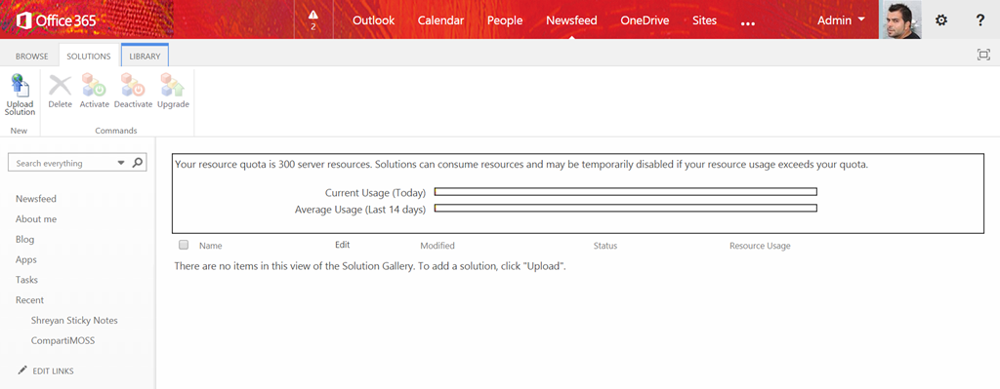 Office 365
2
Outlook Calendar People Newsfeed OneDrive Sites ... Admin ?
BROWSE SOLUTIONS LIBRARY
Upload Solution
Delete Activate Deactivate Upgrade
New Commands
Search everything
Newsfeed
About me
Blog
Apps
Tasks
Recent
Shreyan Sticky Notes
CompartiMOSS
EDIT LINKS
Your resource quota is 300 server resources. Solutions can consume resources and may be temporarily disabled if your resource usage exceeds your quota.
Current Usage (Today)
Average Usage (Last 14 days)
Name Edit Modified Status Resource Usage
There are no items in this view of the Solution Gallery. To add a solution, click "Upload".